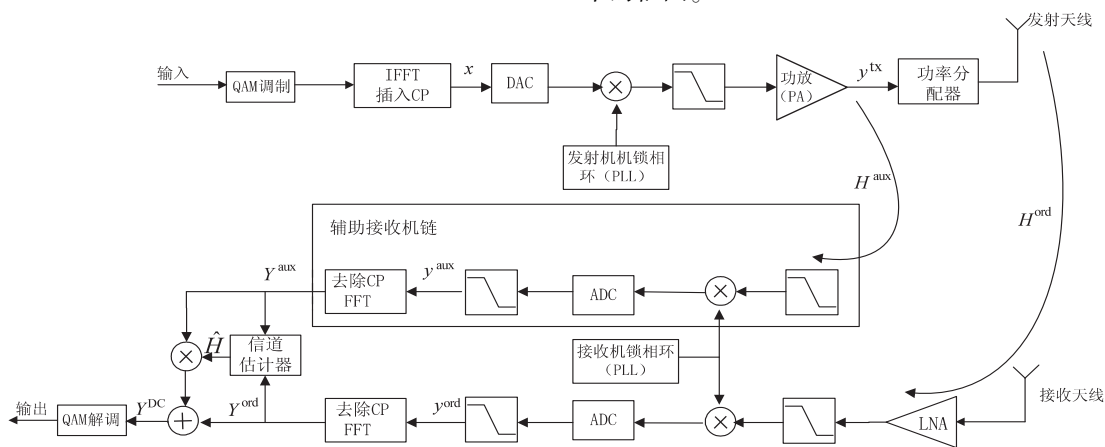 发射天线
输入
QAM调制
IFFT
插入CP
x
DAC
功放
(PA)
y^tx
功率分
配器
发射机机锁相
环（PLL）
H^aux
H^ord
辅助接收机链
Y^aux
去除CP
FFT
y^aux
ADC
Ĥ
信道
估计器
接收机锁相环
（PLL）
接收天线
输出
QAM解调
Y^DC
Y^ord
去除CP
FFT
y^ord
ADC
LNA